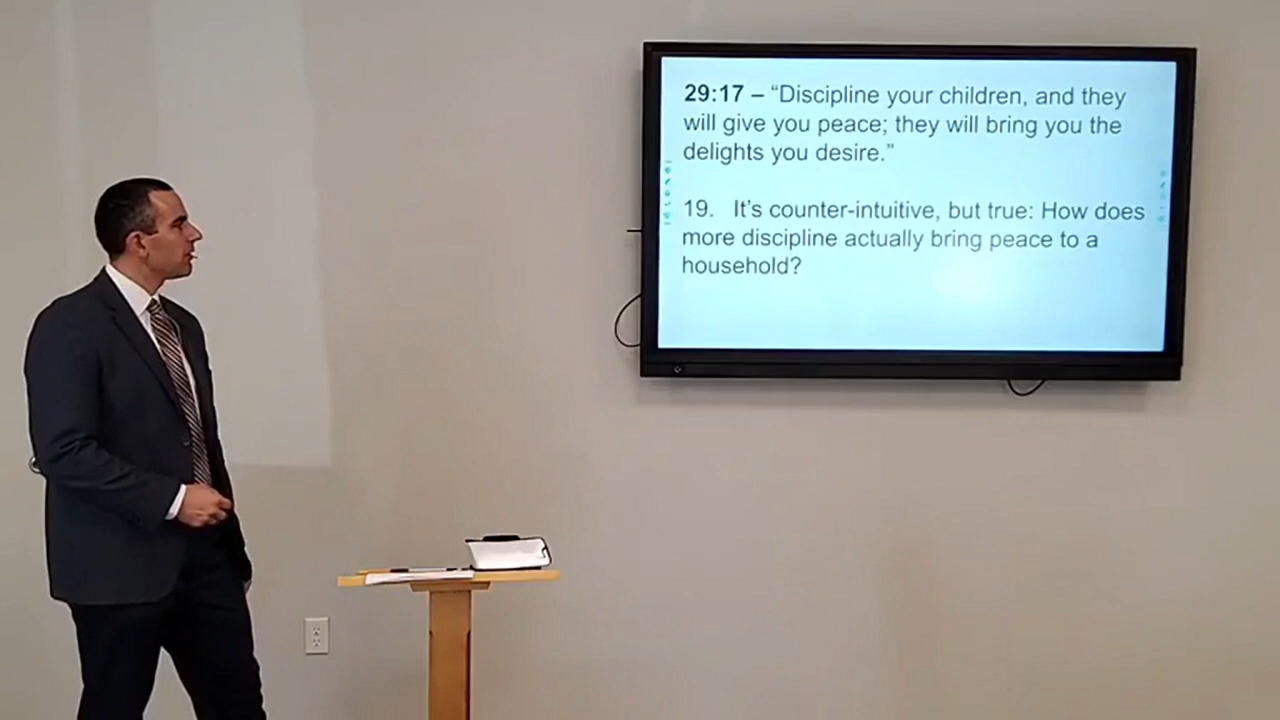 29:17 – “Discipline your children, and they
will give you peace; they will bring you the
delights you desire.”
19. It’s counter-intuitive, but true: How does
more discipline actually bring peace to a
household?